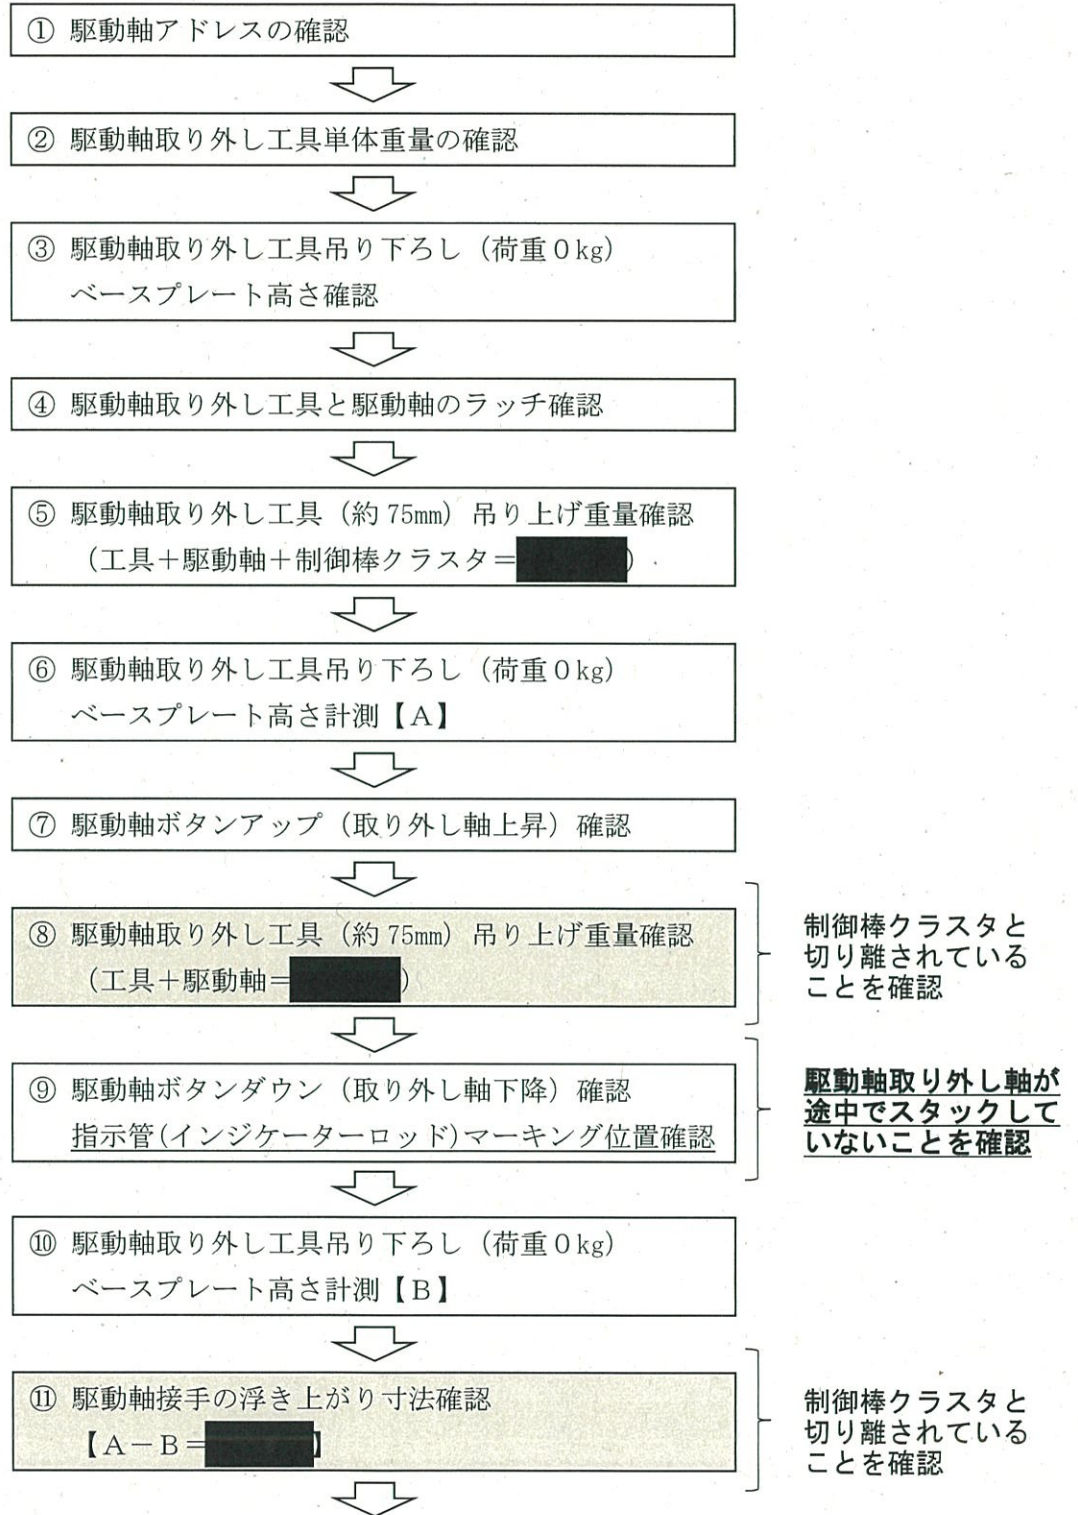 ① 駆動軸アドレスの確認
② 駆動軸取り外し工具単体重量の確認
③ 駆動軸取り外し工具吊り下ろし（荷重0kg）
ベースプレート高さ確認
④ 駆動軸取り外し工具と駆動軸のラッチ確認
⑤ 駆動軸取り外し工具（約75mm）吊り上げ重量確認
（工具＋駆動軸＋制御棒クラスタ＝）
⑥ 駆動軸取り外し工具吊り下ろし（荷重0kg）
ベースプレート高さ計測【A】
⑦ 駆動軸ボタンアップ（取り外し軸上昇）確認
⑧ 駆動軸取り外し工具（約75mm）吊り上げ重量確認
（工具＋駆動軸＝）
制御棒クラスタと
切り離されている
ことを確認
⑨ 駆動軸ボタンダウン（取り外し軸下降）確認
指示管(インジケーターロッド)マーキング位置確認
駆動軸取り外し軸が
途中でスタックして
いないことを確認
⑩ 駆動軸取り外し工具吊り下ろし（荷重0kg）
ベースプレート高さ計測【B】
⑪ 駆動軸接手の浮き上がり寸法確認
【A－B＝】
制御棒クラスタと
切り離されている
ことを確認